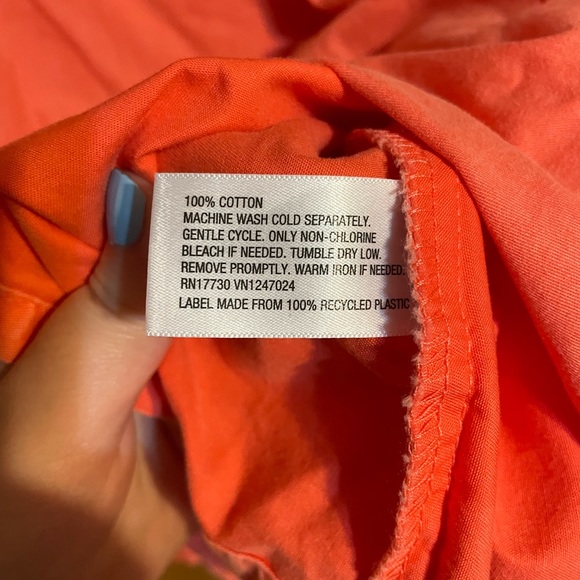 100% COTTON
MACHINE WASH COLD SEPARATELY.
GENTLE CYCLE. ONLY NON-CHLORINE
BLEACH IF NEEDED. TUMBLE DRY LOW.
REMOVE PROMPTLY. WARM IRON IF NEEDED.
RN17730 VN1247024
LABEL MADE FROM 100% RECYCLED PLASTIC